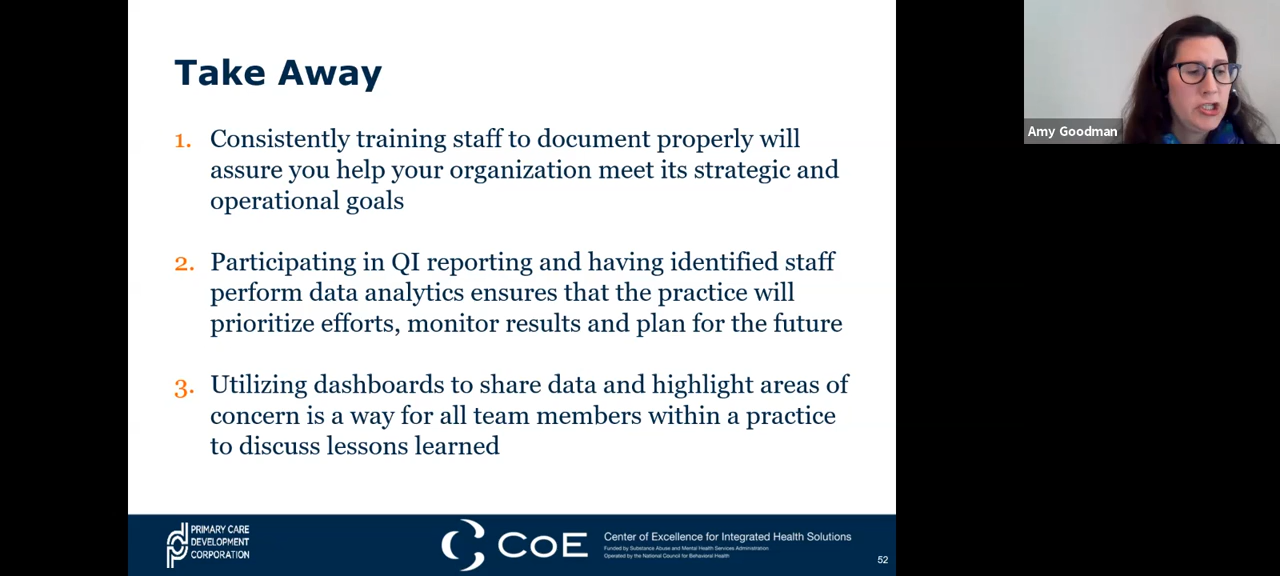 Take Away
1. Consistently training staff to document properly will
assure you help your organization meet its strategic and
operational goals
2. Participating in QI reporting and having identified staff
perform data analytics ensures that the practice will
prioritize efforts, monitor results and plan for the future
3. Utilizing dashboards to share data and highlight areas of
concern is a way for all team members within a practice
to discuss lessons learned
PRIMARY CARE
DEVELOPMENT
CORPORATION
CoE
Center of Excellence for Integrated Health Solutions
Funded by Substance Abuse and Mental Health Services Administration
Operated by the National Council for Behavioral Health
52
Amy Goodman